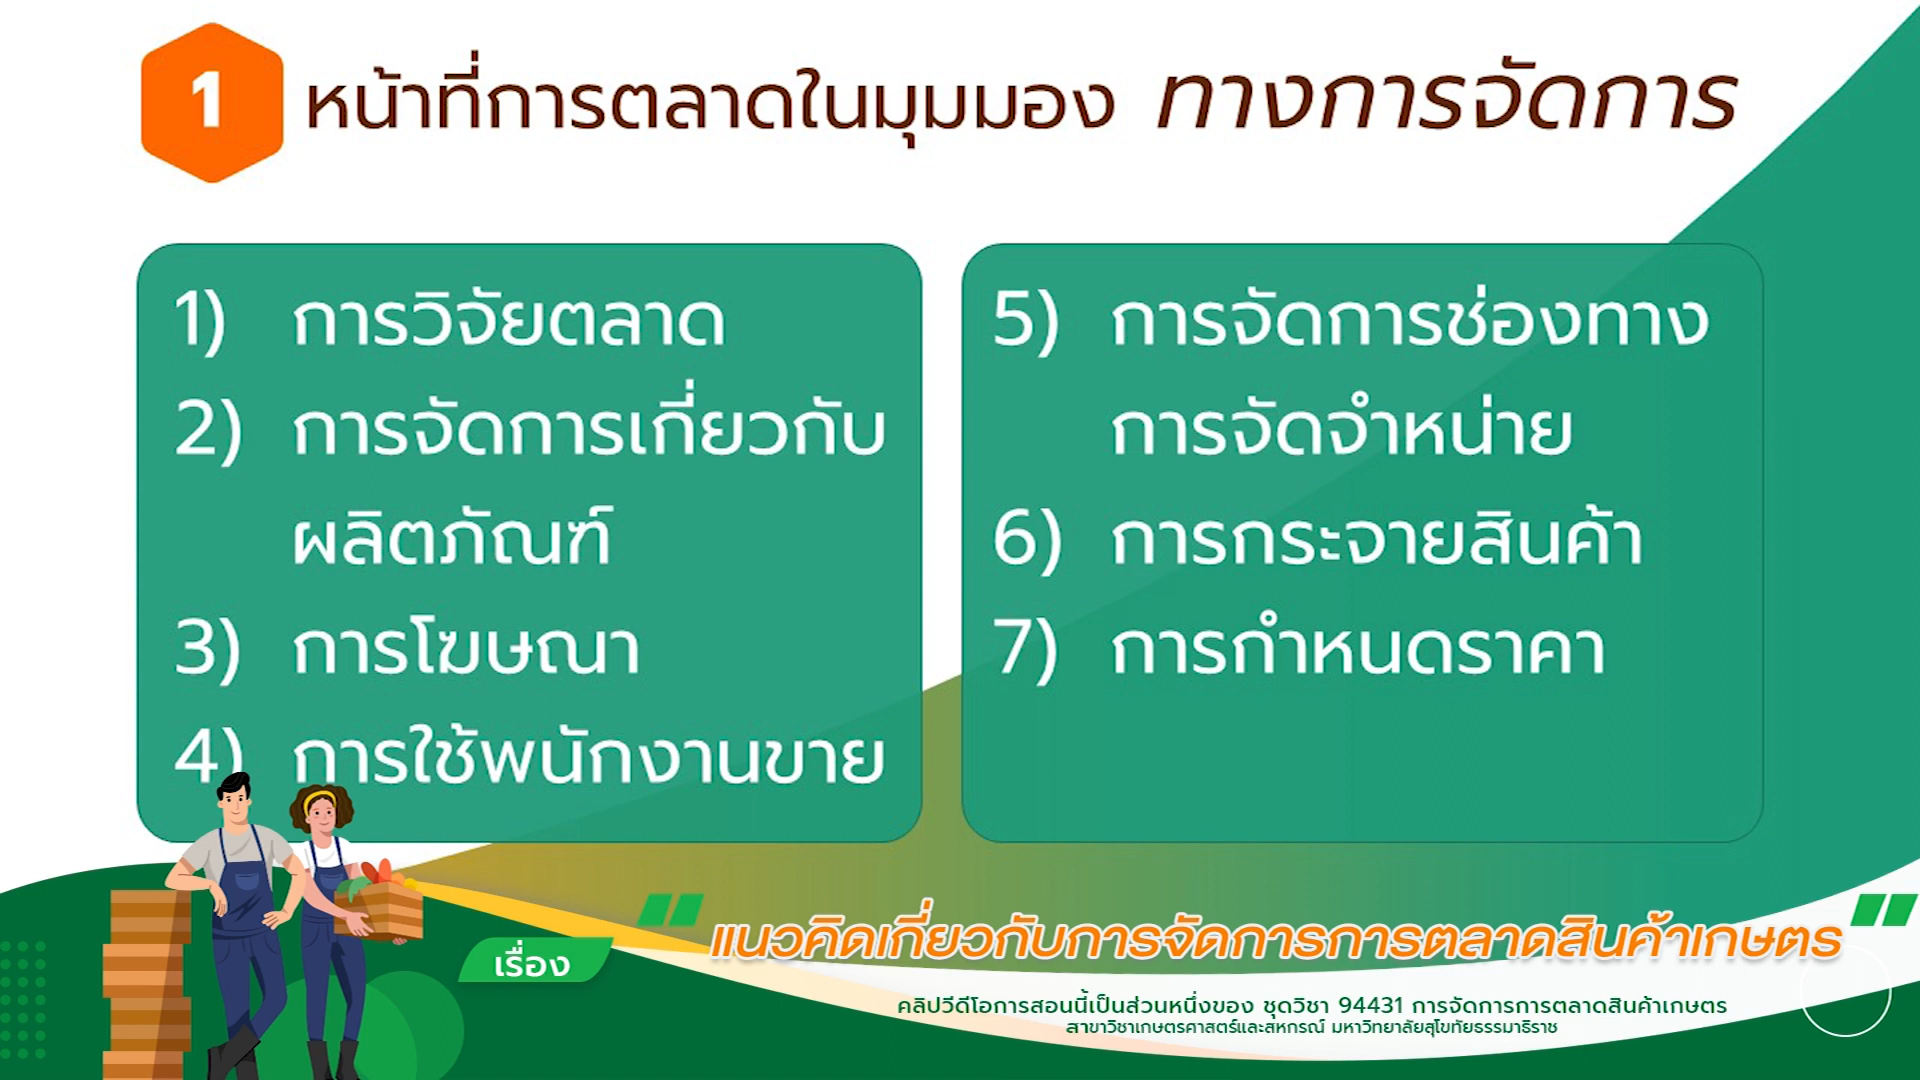 1 หน้าที่การตลาดในมุมมอง ทางการจัดการ
1) การวิจัยตลาด
2) การจัดการเกี่ยวกับ
ผลิตภัณฑ์
3) การโฆษณา
4) การใช้พนักงานขาย
5) การจัดการช่องทาง
การจัดจำหน่าย
6) การกระจายสินค้า
7) การกำหนดราคา
เรื่อง "แนวคิดเกี่ยวกับการจัดการการตลาดสินค้าเกษตร"
คลิปวีดีโอการสอนนี้เป็นส่วนหนึ่งของ ชุดวิชา 94431 การจัดการการตลาดสินค้าเกษตร
สาขาวิชาเกษตรศาสตร์และสหกรณ์ มหาวิทยาลัยสุโขทัยธรรมาธิราช